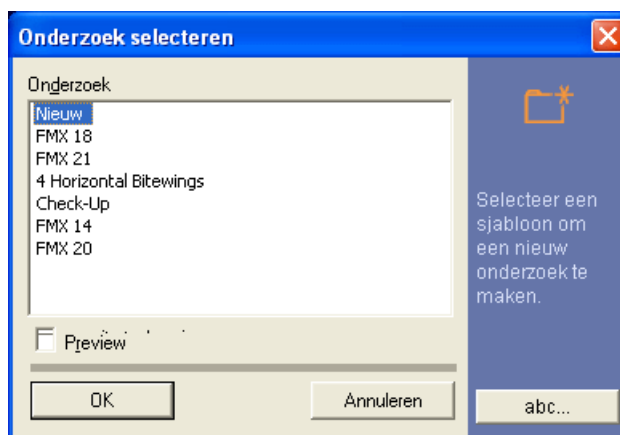 Onderzoek selecteren
Onderzoek
Nieuw
FMX 18
FMX 21
4 Horizontal Bitewings
Check-Up
FMX 14
FMX 20
Preview
OK
Annuleren
Selecteer een
sjabloon om
een nieuw
onderzoek te
maken.
abc...